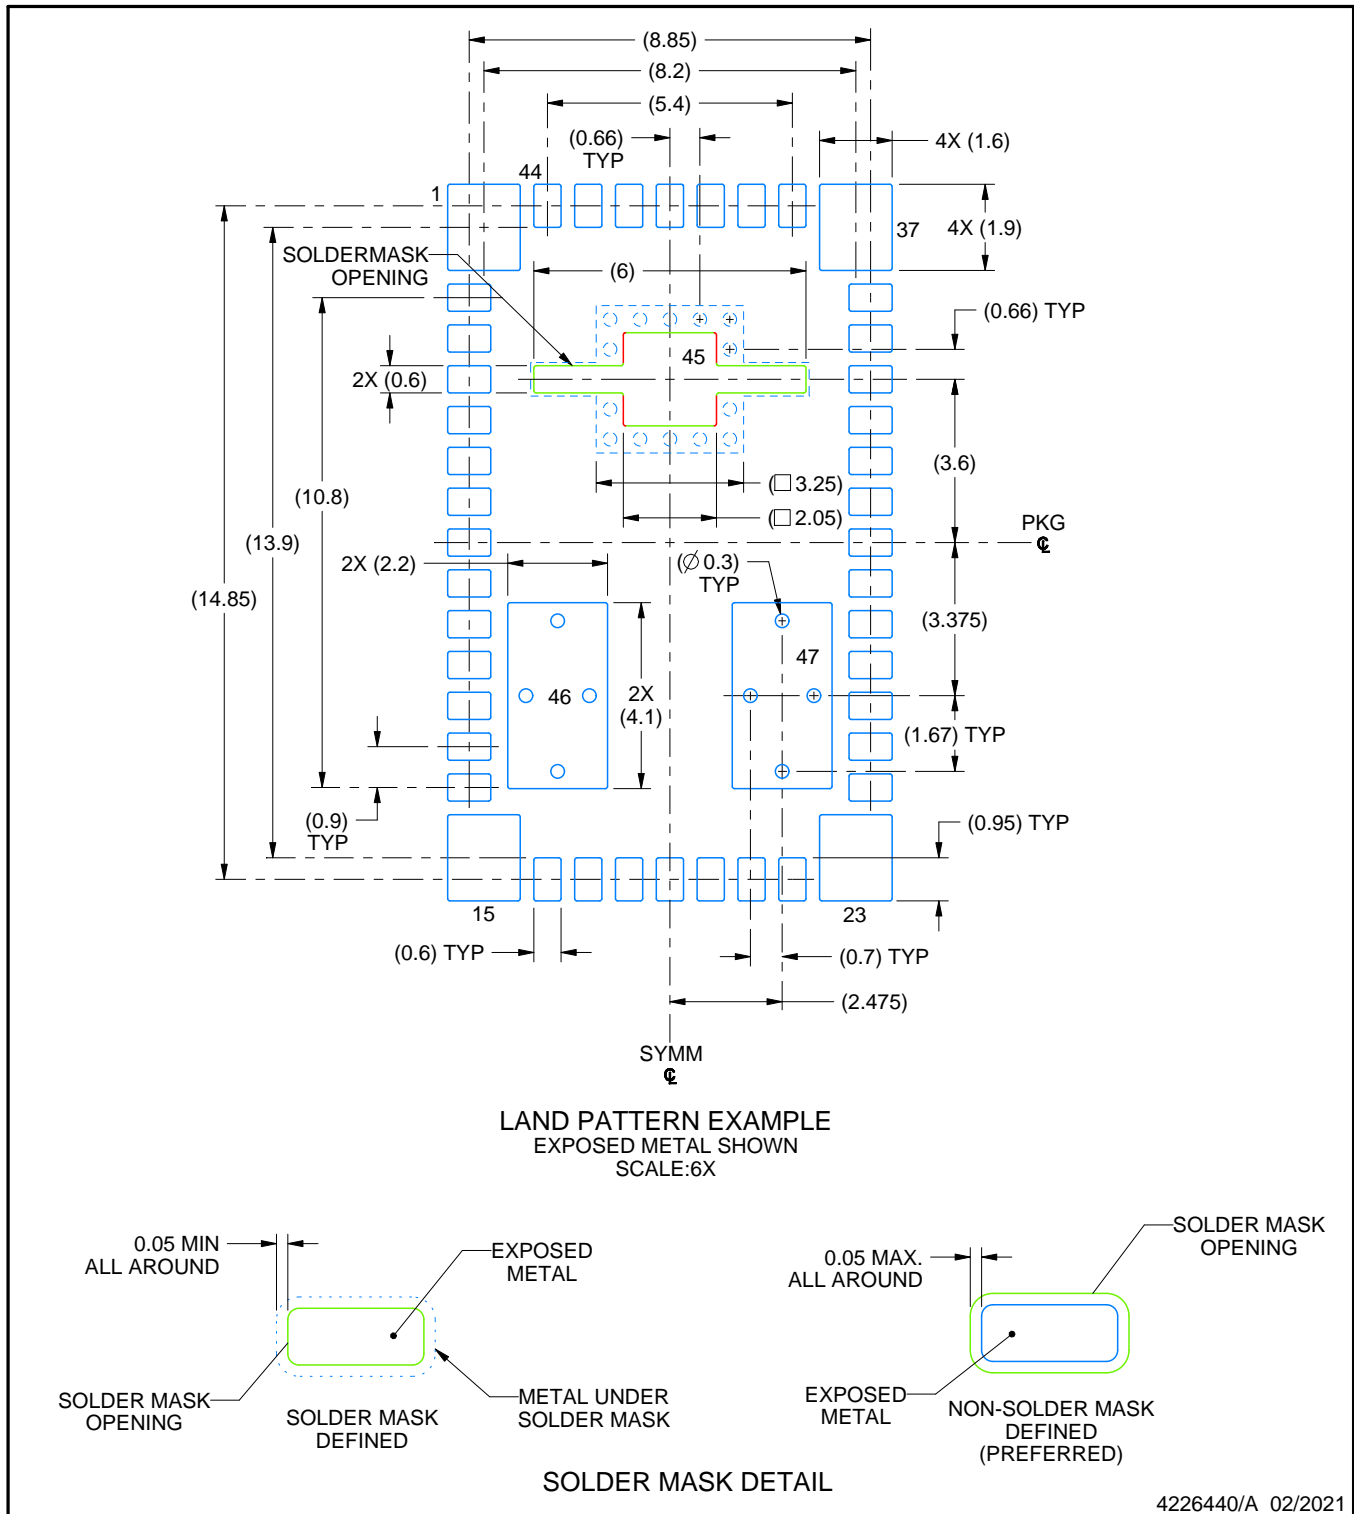 (8.85)
(8.2)
(5.4)
(0.66)
TYP
4X (1.6)
44
1
37
4X (1.9)
SOLDERMASK
OPENING
(6)
(0.66) TYP
45
2X (0.6)
(3.6)
(□ 3.25)
(10.8)
(□ 2.05)
PKG
℄
(13.9)
2X (2.2)
(∅ 0.3)
TYP
(14.85)
(3.375)
47
46
2X
(4.1)
(1.67) TYP
(0.9)
TYP
(0.95) TYP
15
23
(0.6) TYP
(0.7) TYP
(2.475)
SYMM
℄
LAND PATTERN EXAMPLE
EXPOSED METAL SHOWN
SCALE:6X
0.05 MIN
ALL AROUND
EXPOSED
METAL
SOLDER MASK
OPENING
SOLDER MASK
DEFINED
METAL UNDER
SOLDER MASK
0.05 MAX.
ALL AROUND
SOLDER MASK
OPENING
EXPOSED
METAL
NON-SOLDER MASK
DEFINED
(PREFERRED)
SOLDER MASK DETAIL
4226440/A 02/2021